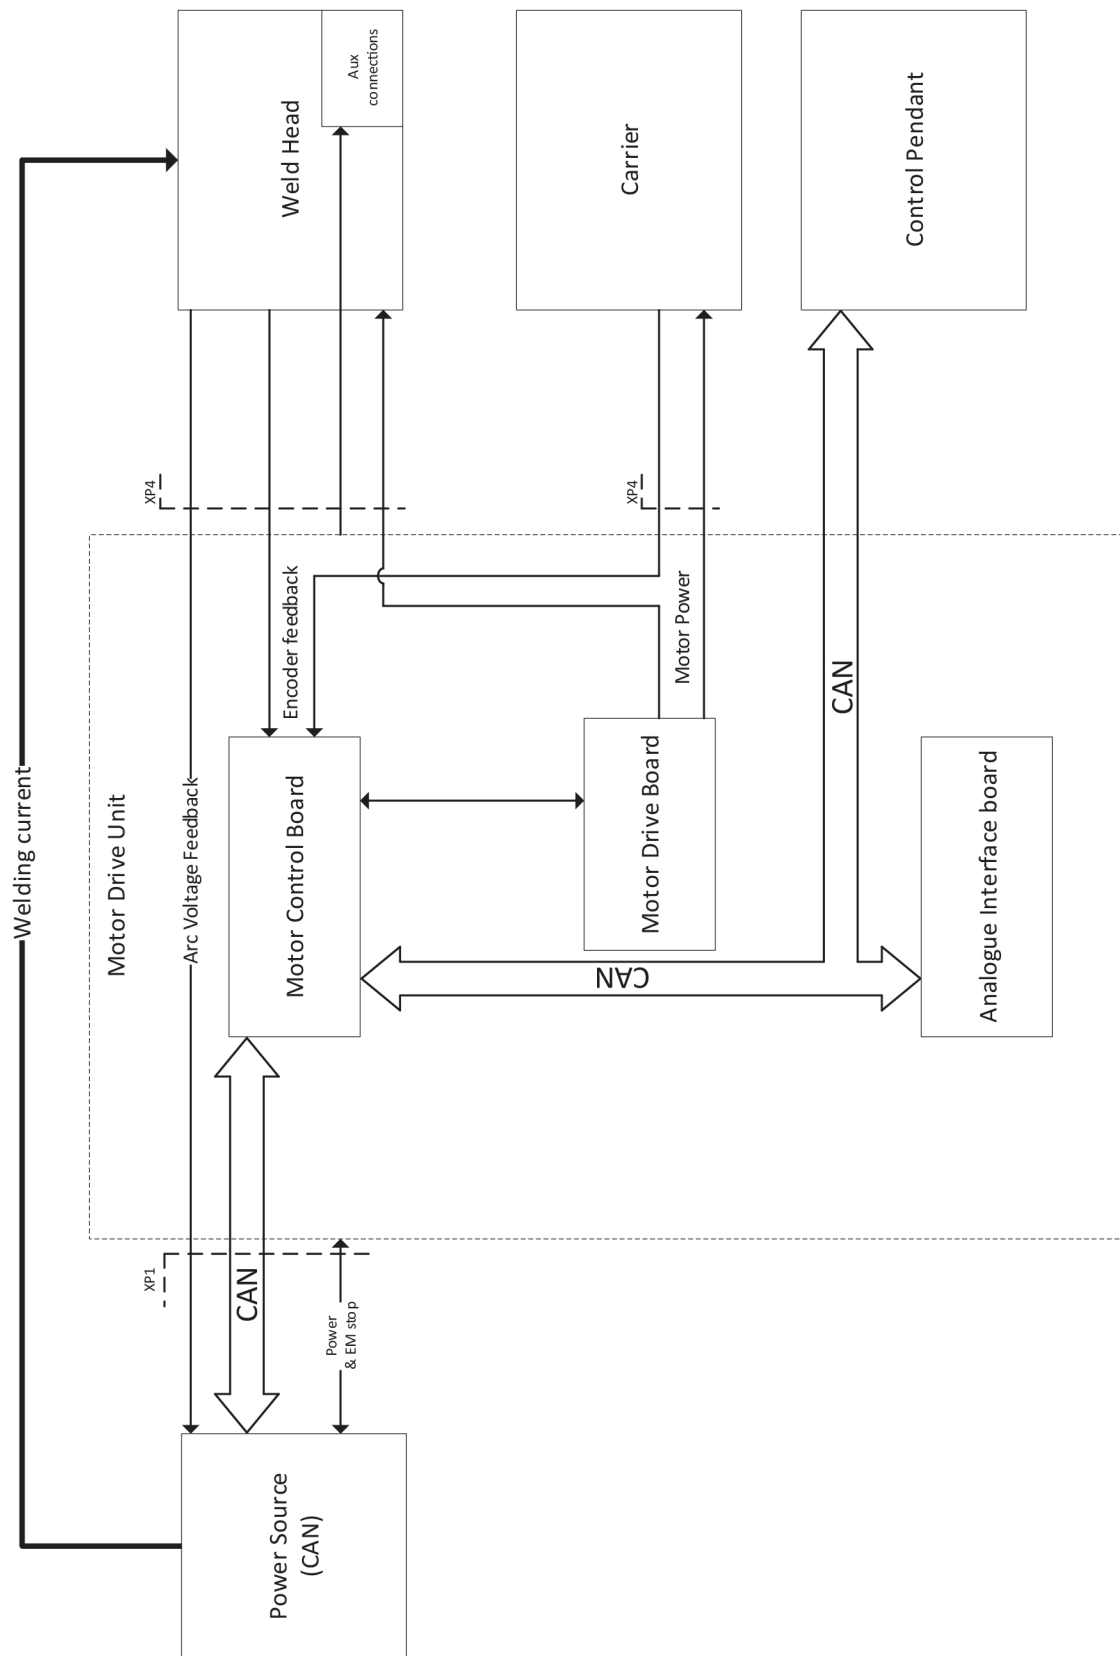 Welding current
Motor Drive Unit
Arc Voltage Feedback
Power Source
(CAN)
XP1
CAN
Power
& EM stop
Motor Control Board
Encoder feedback
XP4
Weld Head
Aux
connections
CAN
Motor Drive Board
Motor Power
XP4
Carrier
CAN
Analogue Interface board
Control Pendant